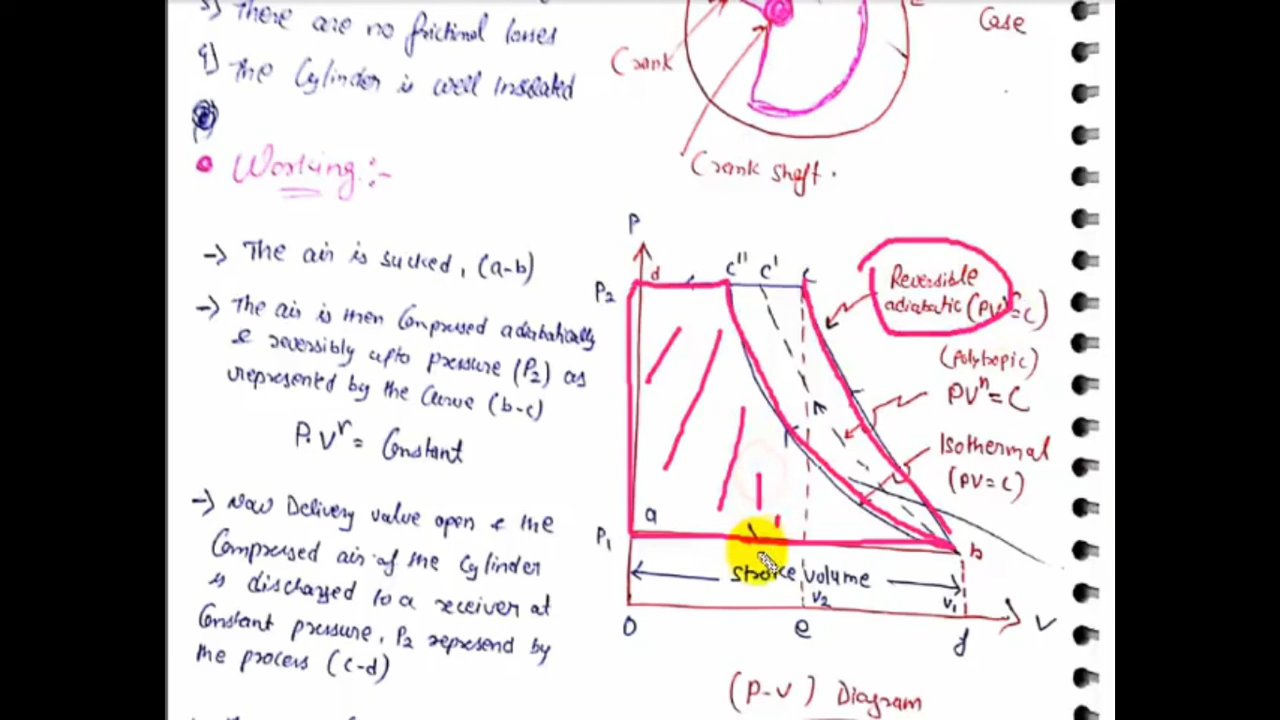 3) There are no frictional losses
4) The Cylinder is well insulated
Crank
Case
Crank shaft.
• Working :-
→ The air is sucked, (a-b)
→ The air is then Compressed adiabatically
& reversibly upto pressure (P2) as
represented by the Curve (b-c)
P.V^r = Constant
→ Now Delivery valve open & the
Compressed air of the Cylinder
is discharged to a receiver at
Constant pressure, P2 represend by
the process (c-d)
P
P2
d
c''
c'
c
Reversible
adiabatic (PV^r=C)
(Polytropic)
PV^n = C
Isothermal
(PV=C)
a
P1
b
Stroke volume
V2
V1
O
e
f
V
(P-V) Diagram